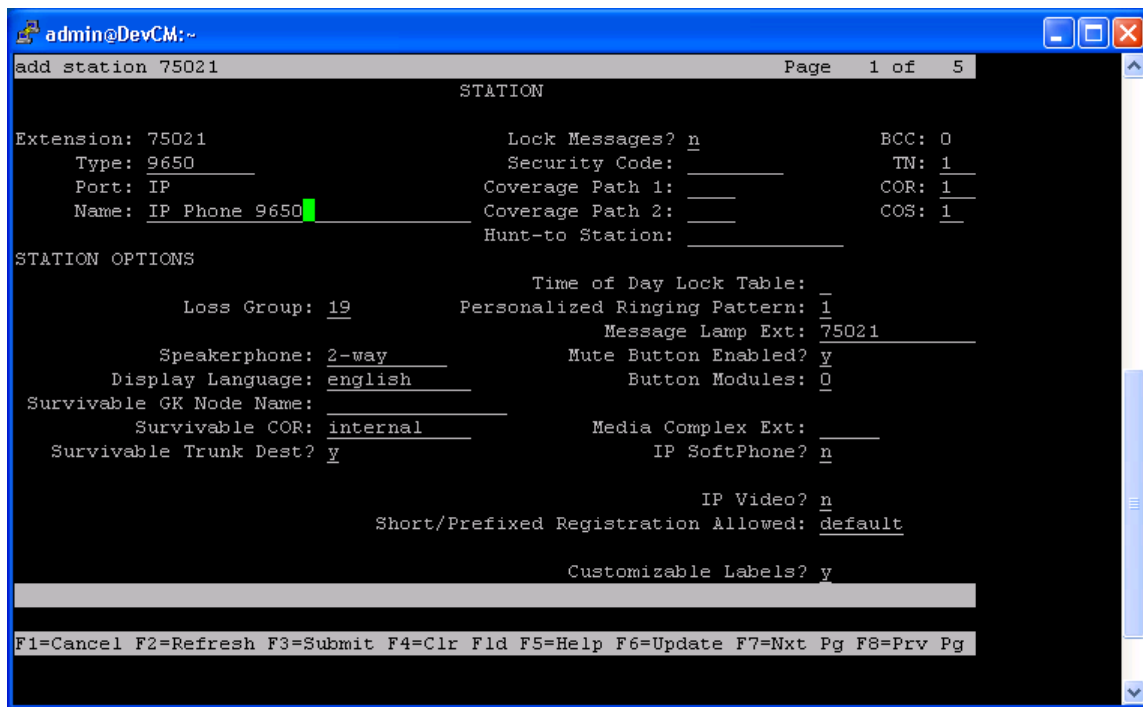 admin@DevCM:~
add station 75021 Page 1 of 5
STATION
Extension: 75021 Lock Messages? n BCC: 0
Type: 9650 Security Code: TN: 1
Port: IP Coverage Path 1: COR: 1
Name: IP Phone 9650 Coverage Path 2: COS: 1
Hunt-to Station:
STATION OPTIONS
Time of Day Lock Table:
Loss Group: 19 Personalized Ringing Pattern: 1
Message Lamp Ext: 75021
Speakerphone: 2-way Mute Button Enabled? y
Display Language: english Button Modules: 0
Survivable GK Node Name:
Survivable COR: internal Media Complex Ext:
Survivable Trunk Dest? y IP SoftPhone? n
IP Video? n
Short/Prefixed Registration Allowed: default
Customizable Labels? y
F1=Cancel F2=Refresh F3=Submit F4=Clr Fld F5=Help F6=Update F7=Nxt Pg F8=Prv Pg